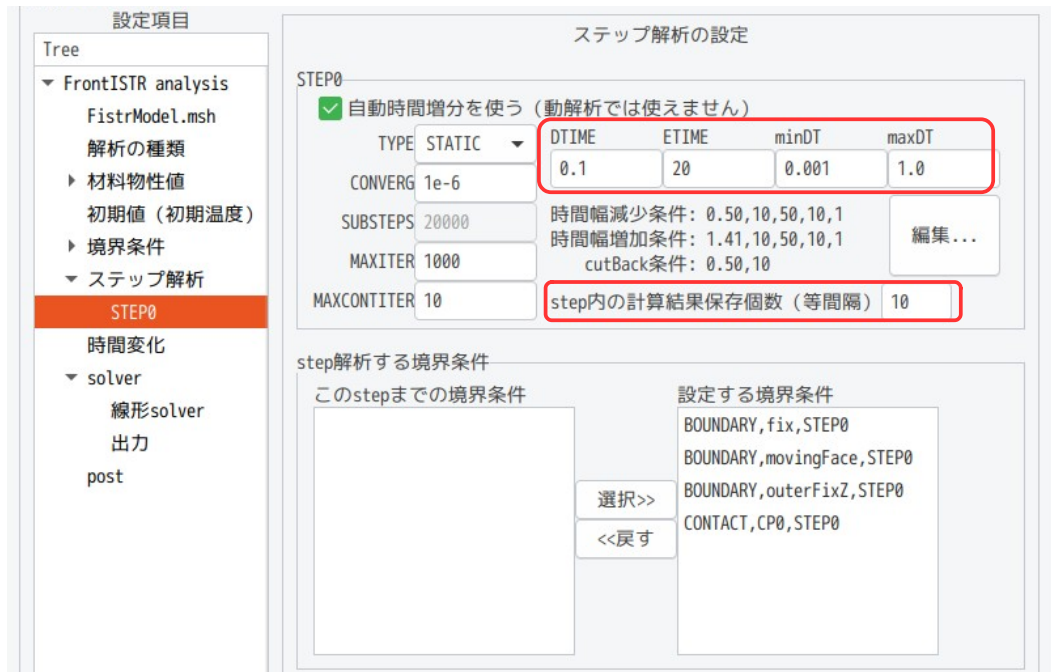 設定項目
Tree
FrontISTR analysis
FistrModel.msh
解析の種類
材料物性値
初期値（初期温度）
境界条件
ステップ解析
STEP0
時間変化
solver
線形solver
出力
post
ステップ解析の設定
STEP0
自動時間増分を使う（動解析では使えません）
TYPE STATIC
DTIME ETIME minDT maxDT
0.1 20 0.001 1.0
CONVERG 1e-6
SUBSTEPS 20000
MAXITER 1000
MAXCONTITER 10
時間幅減少条件: 0.50,10,50,10,1
時間幅増加条件: 1.41,10,50,10,1
cutBack条件: 0.50,10
編集...
step内の計算結果保存個数（等間隔） 10
step解析する境界条件
このstepまでの境界条件
選択>>
<<戻す
設定する境界条件
BOUNDARY,fix,STEP0
BOUNDARY,movingFace,STEP0
BOUNDARY,outerFixZ,STEP0
CONTACT,CP0,STEP0